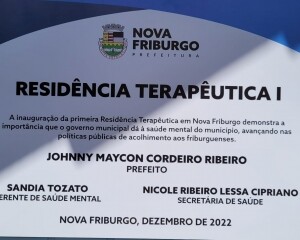 NOVA
FRIBURGO
PREFEITURA
RESIDÊNCIA TERAPÊUTICA I
A inauguração da primeira Residência Terapêutica em Nova Friburgo demonstra a
importância que o governo municipal dá à saúde mental do município, avançando nas
políticas públicas de acolhimento aos friburguenses.
JOHNNY MAYCON CORDEIRO RIBEIRO
PREFEITO
SANDIA TOZATO
ERENTE DE SAÚDE MENTAL
NICOLE RIBEIRO LESSA CIPRIANO
SECRETÁRIA DE SAÚDE
NOVA FRIBURGO, DEZEMBRO DE 2022